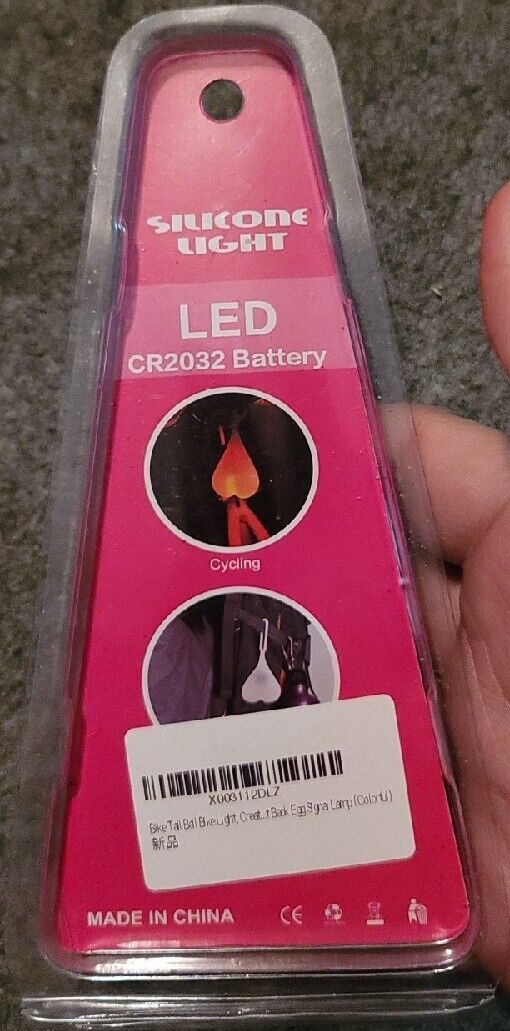 SILICONE
LIGHT
LED
CR2032 Battery
Cycling
X003112DLZ
Bike Tail Ball Bike Light, Creatut Back Egg Signal Lamp (Colorful)
新品
MADE IN CHINA
CE